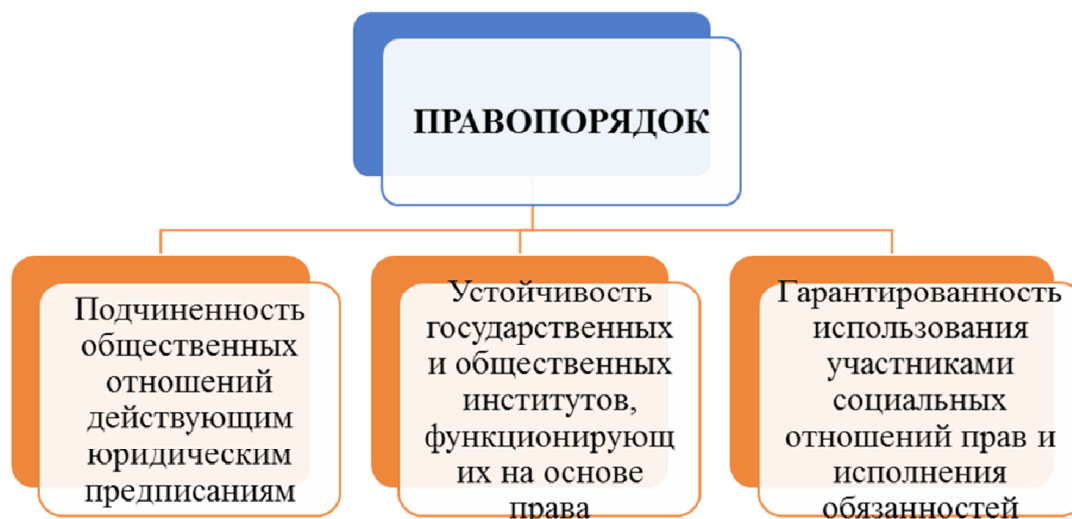 ПРАВОПОРЯДОК
Подчиненность
общественных
отношений
действующим
юридическим
предписаниям
Устойчивость
государственных
и общественных
институтов,
функционирующ
их на основе
права
Гарантированность
использования
участниками
социальных
отношений прав и
исполнения
обязанностей